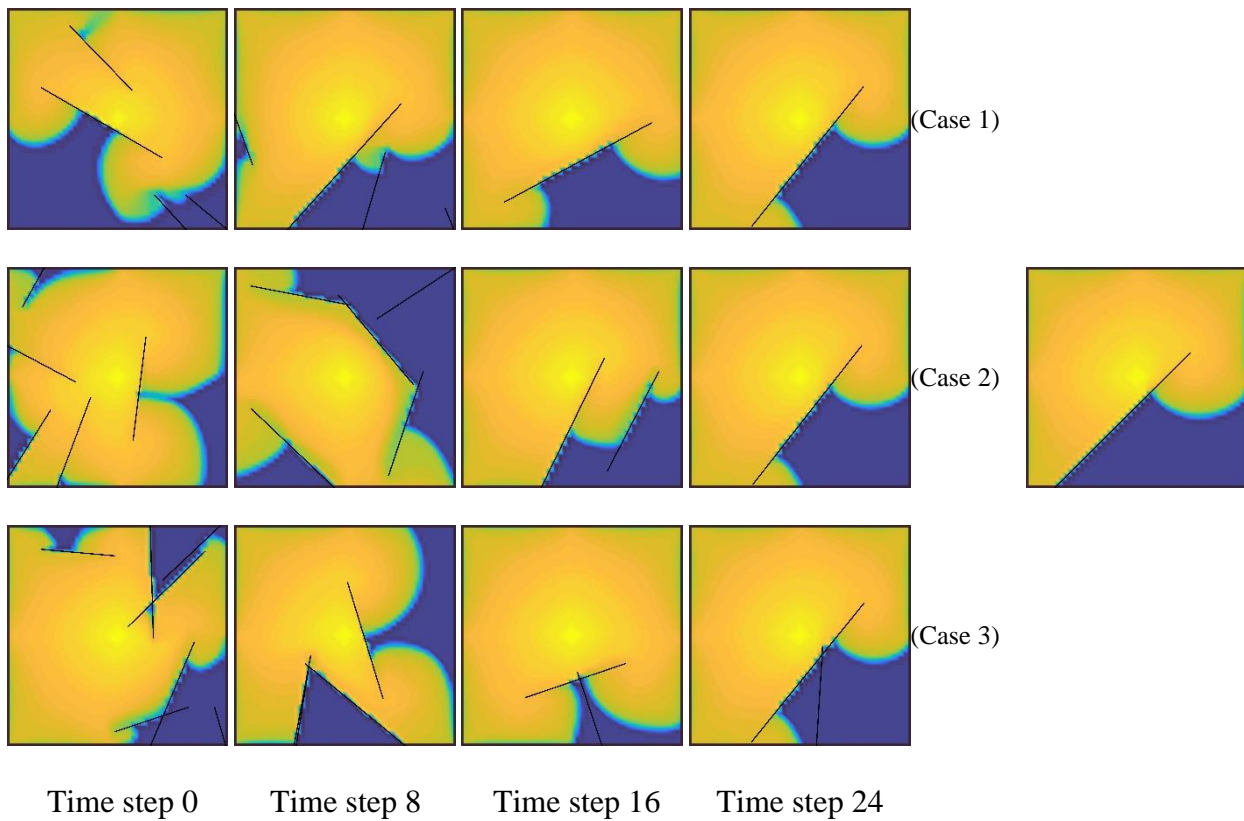 (Case 1)
(Case 2)
(Case 3)
Time step 0 Time step 8 Time step 16 Time step 24